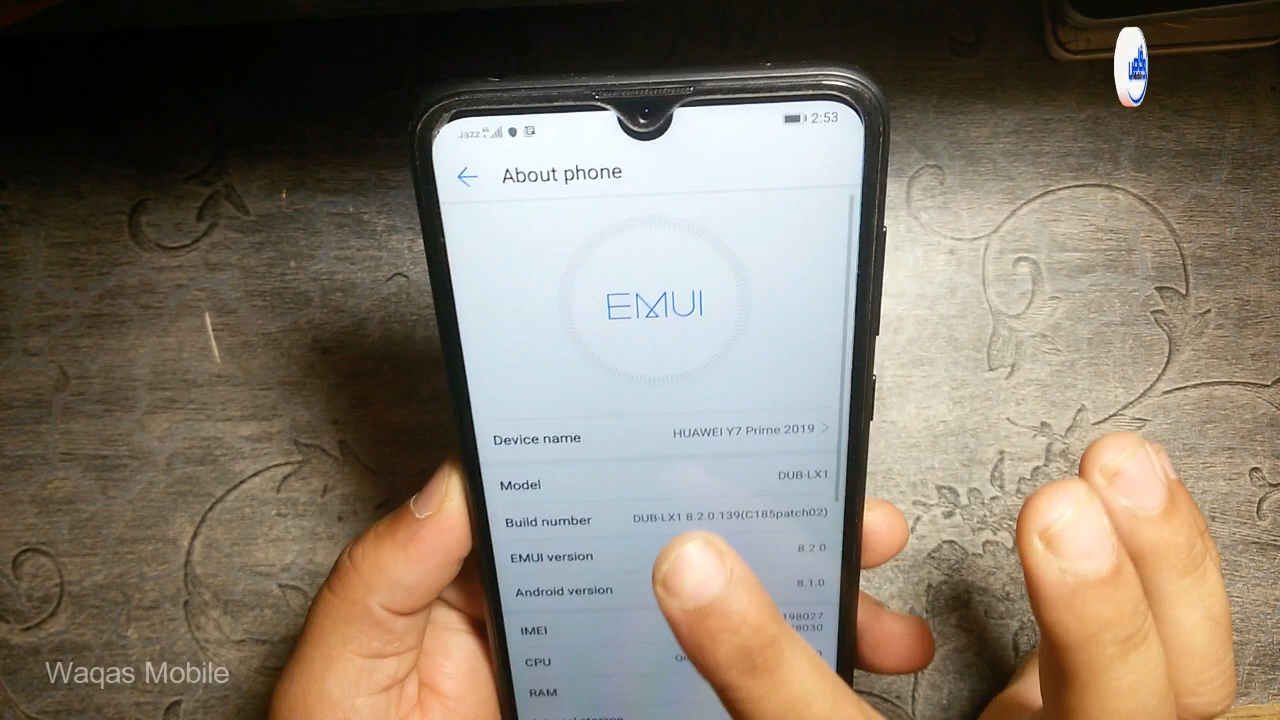 Jazz
2:53
About phone
EMUI
Device name HUAWEI Y7 Prime 2019
Model DUB-LX1
Build number DUB-LX1 8.2.0.139(C185patch02)
EMUI version 8.2.0
Android version 8.1.0
IMEI 198027
8030
CPU
RAM
Waqas Mobile